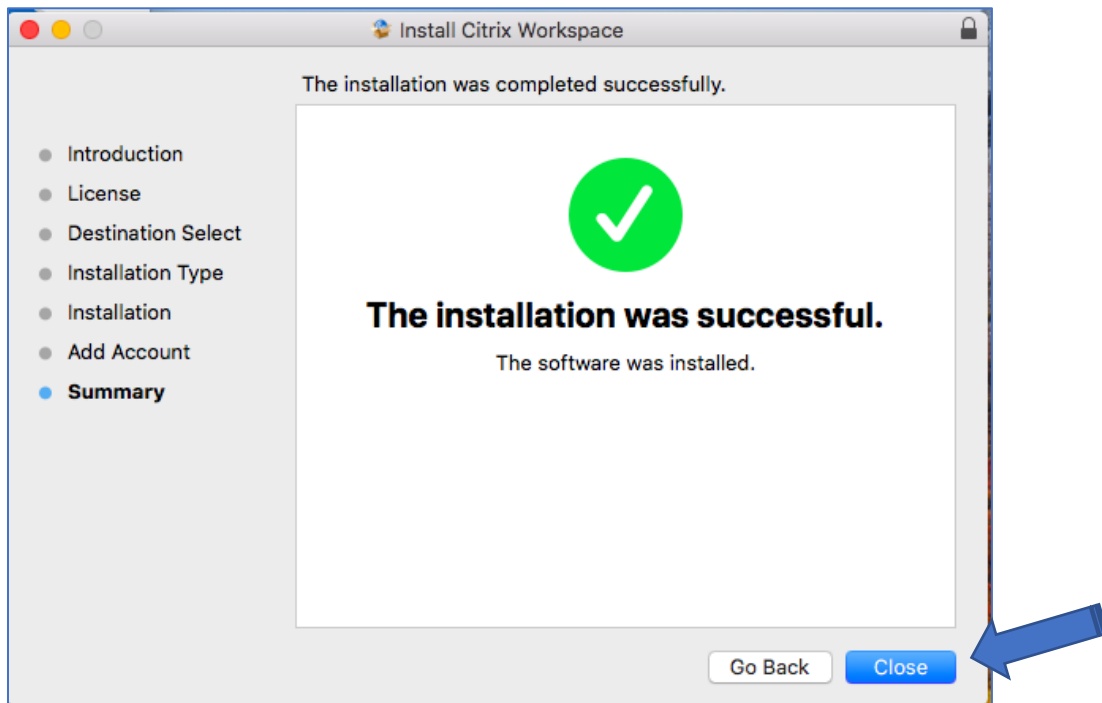 Install Citrix Workspace
The installation was completed successfully.
Introduction
License
Destination Select
Installation Type
Installation
Add Account
Summary
The installation was successful.
The software was installed.
Go Back
Close